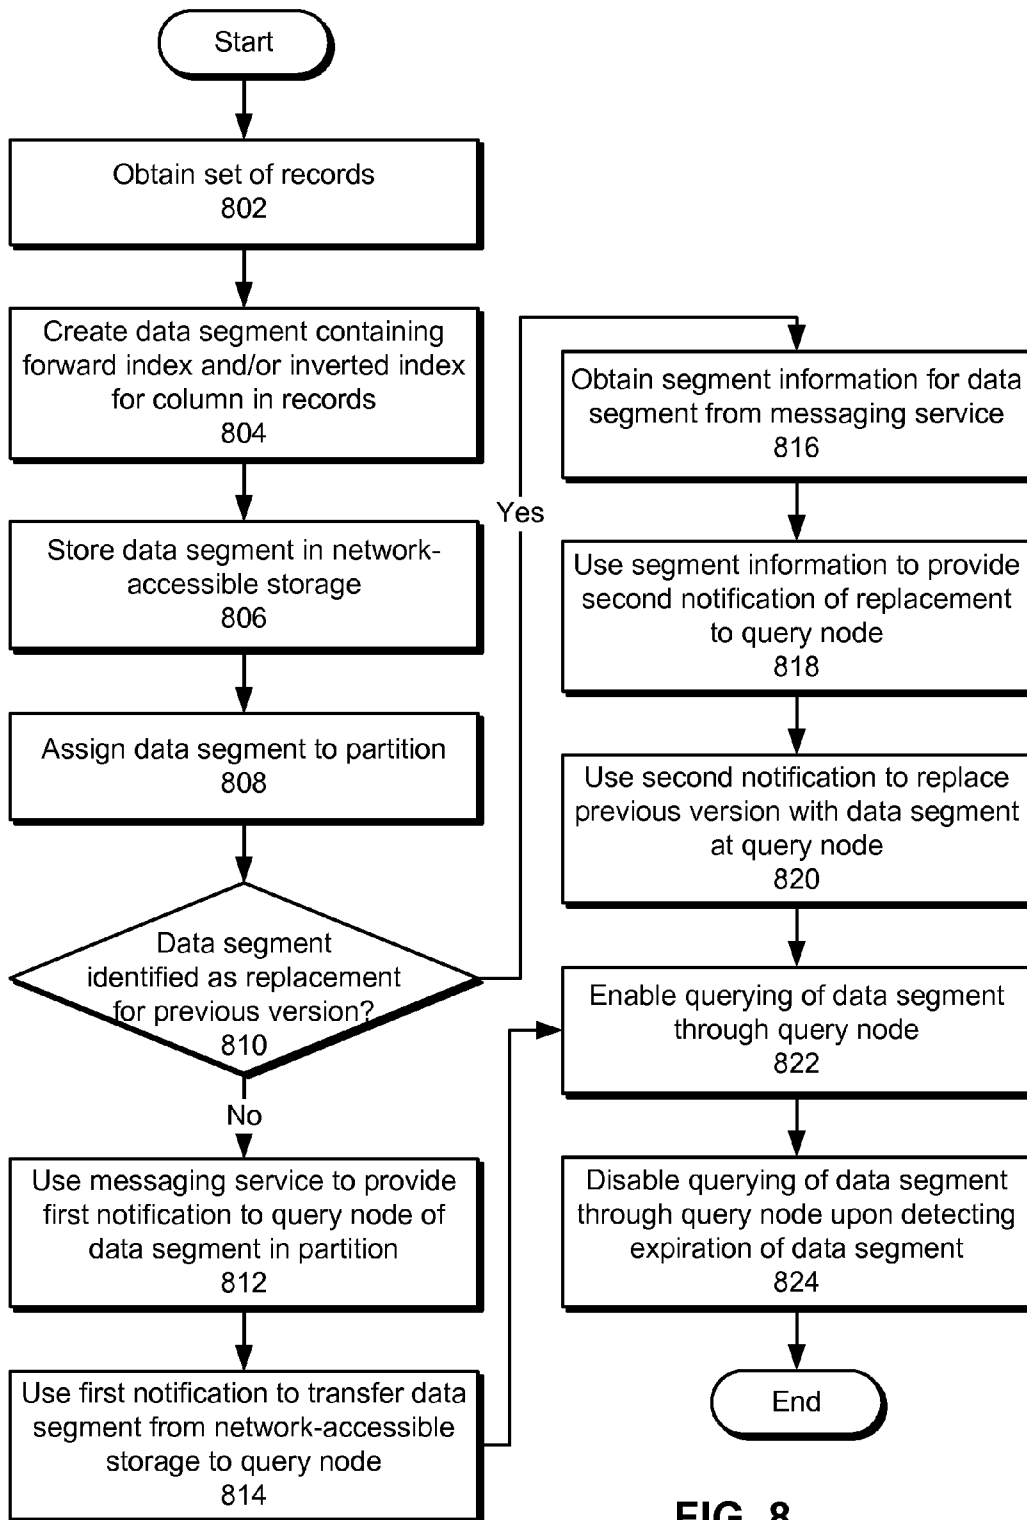 Start
Obtain set of records
802
Create data segment containing
forward index and/or inverted index
for column in records
804
Store data segment in network-
accessible storage
806
Assign data segment to partition
808
Data segment
identified as replacement
for previous version?
810
Yes
No
Use messaging service to provide
first notification to query node of
data segment in partition
812
Use first notification to transfer data
segment from network-accessible
storage to query node
814
Obtain segment information for data
segment from messaging service
816
Use segment information to provide
second notification of replacement
to query node
818
Use second notification to replace
previous version with data segment
at query node
820
Enable querying of data segment
through query node
822
Disable querying of data segment
through query node upon detecting
expiration of data segment
824
End
FIG. 8